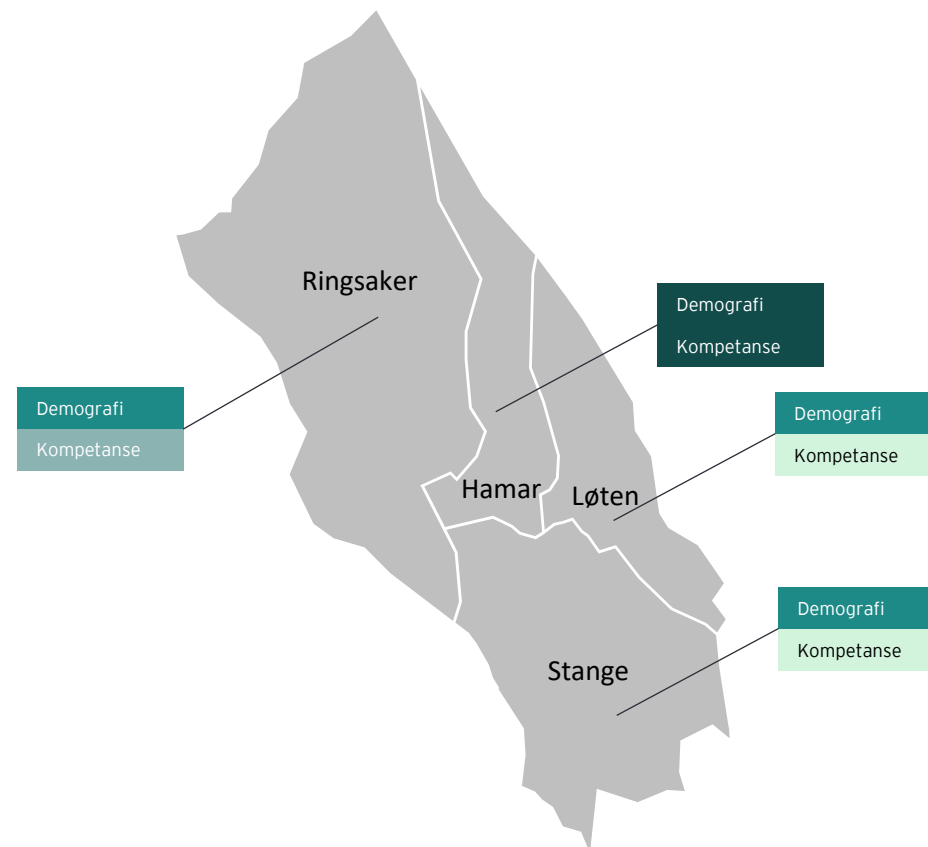 Ringsaker
Demografi
Kompetanse
Demografi
Kompetanse
Demografi
Kompetanse
Hamar
Løten
Demografi
Kompetanse
Stange